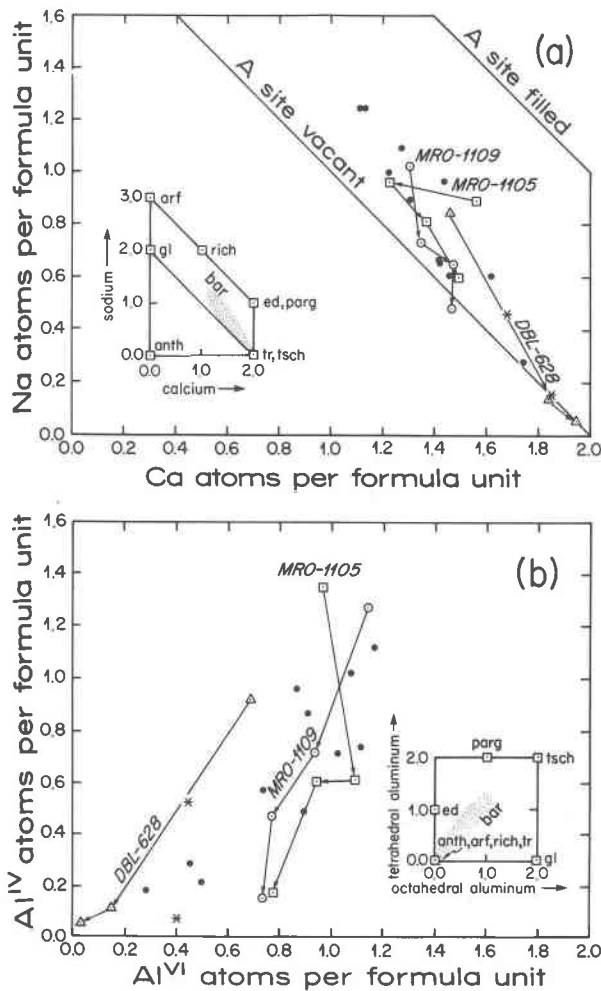 (a)
A site filled
A site vacant
MRO-1109
MRO-1105
DBL-628
Na atoms per formula unit
1.6
1.4
1.2
1.0
0.8
0.6
0.4
0.2
0.0
0.0 0.2 0.4 0.6 0.8 1.0 1.2 1.4 1.6 1.8 2.0
Ca atoms per formula unit
sodium
3.0
2.0
1.0
0.0
arf
gl
rich
bar
ed, parg
anth
tr, tsch
0.0 1.0 2.0
calcium
(b)
MRO-1105
MRO-1109
DBL-628
Al^IV atoms per formula unit
1.6
1.4
1.2
1.0
0.8
0.6
0.4
0.2
0.0
0.0 0.2 0.4 0.6 0.8 1.0 1.2 1.4 1.6 1.8 2.0
Al^VI atoms per formula unit
tetrahedral aluminum
2.0
1.0
0.0
parg
tsch
ed
bar
anth, arf, rich, tr
gl
0.0 1.0 2.0
octahedral aluminum